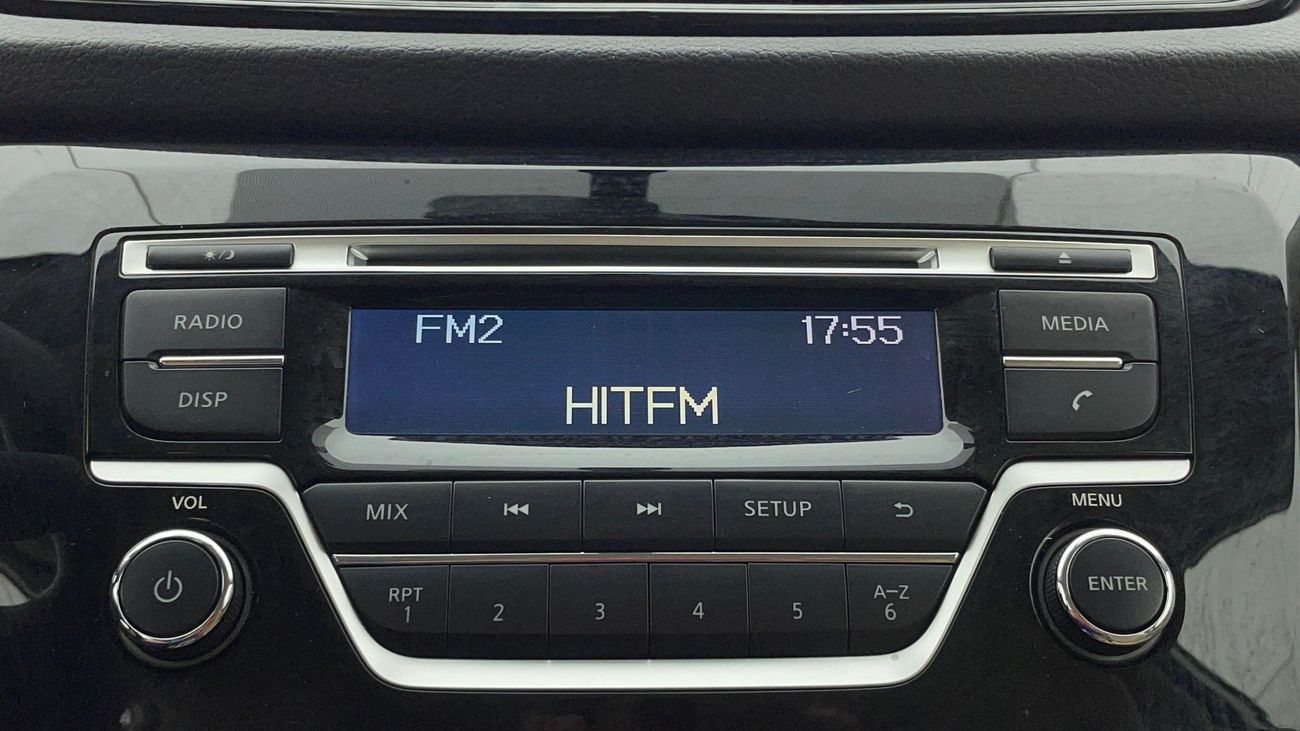 RADIO
DISP
FM2 17:55
HITFM
MEDIA
VOL
MIX
SETUP
MENU
RPT
1
2
3
4
5
A-Z
6
ENTER